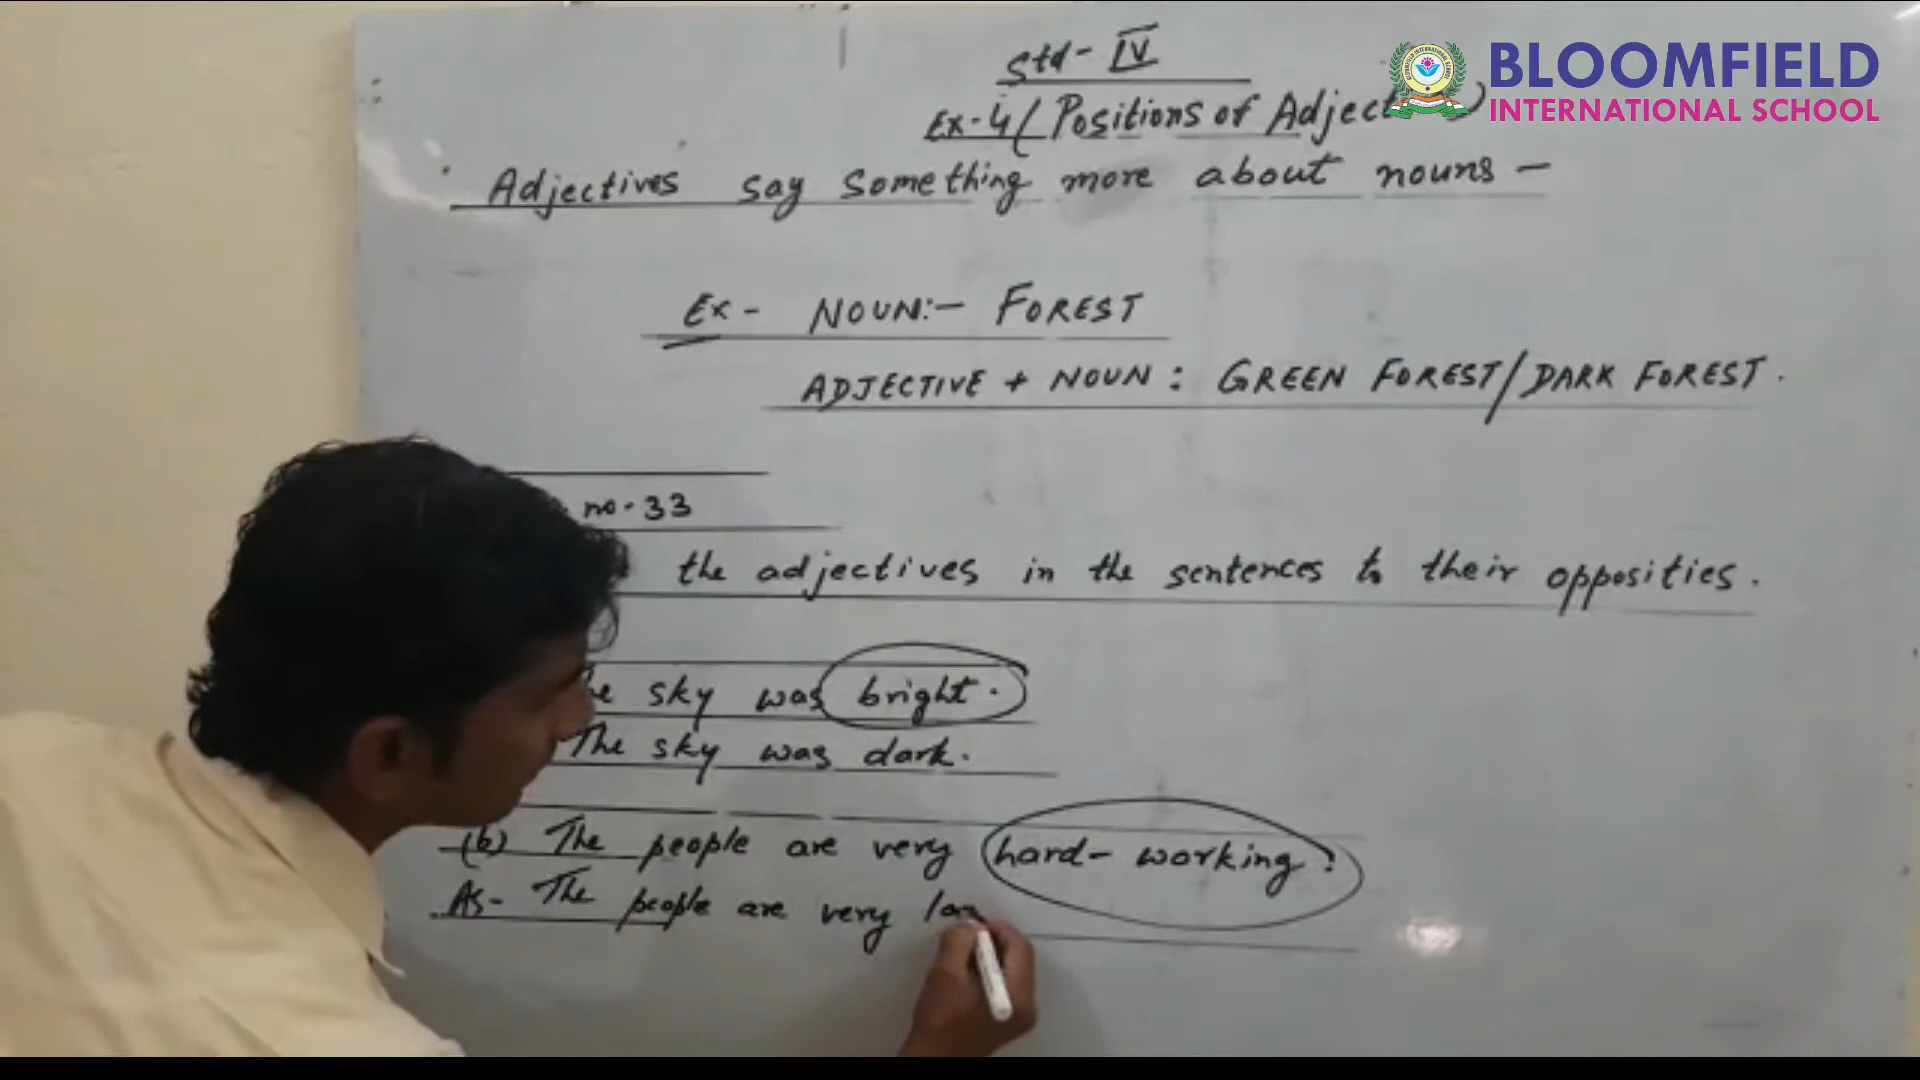 Std- IV
BLOOMFIELD
INTERNATIONAL SCHOOL
Ex-4 (Positions of Adject
Adjectives say something more about nouns -
Ex- NOUN:- FOREST
ADJECTIVE + NOUN : GREEN FOREST/DARK FOREST.
no. 33
the adjectives in the sentences to their opposities.
sky was bright.
The sky was dark.
(b) The people are very hard-working.
As- The people are very